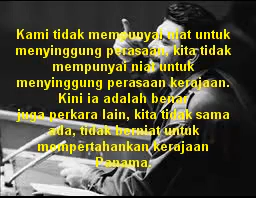 Kami tidak mempunyai niat untuk
menyinggung perasaan, kita tidak
mempunyai niat untuk
menyinggung perasaan kerajaan.
Kini ia adalah benar
juga perkara lain, kita tidak sama
ada, tidak berniat untuk
mempertahankan kerajaan
Panama.